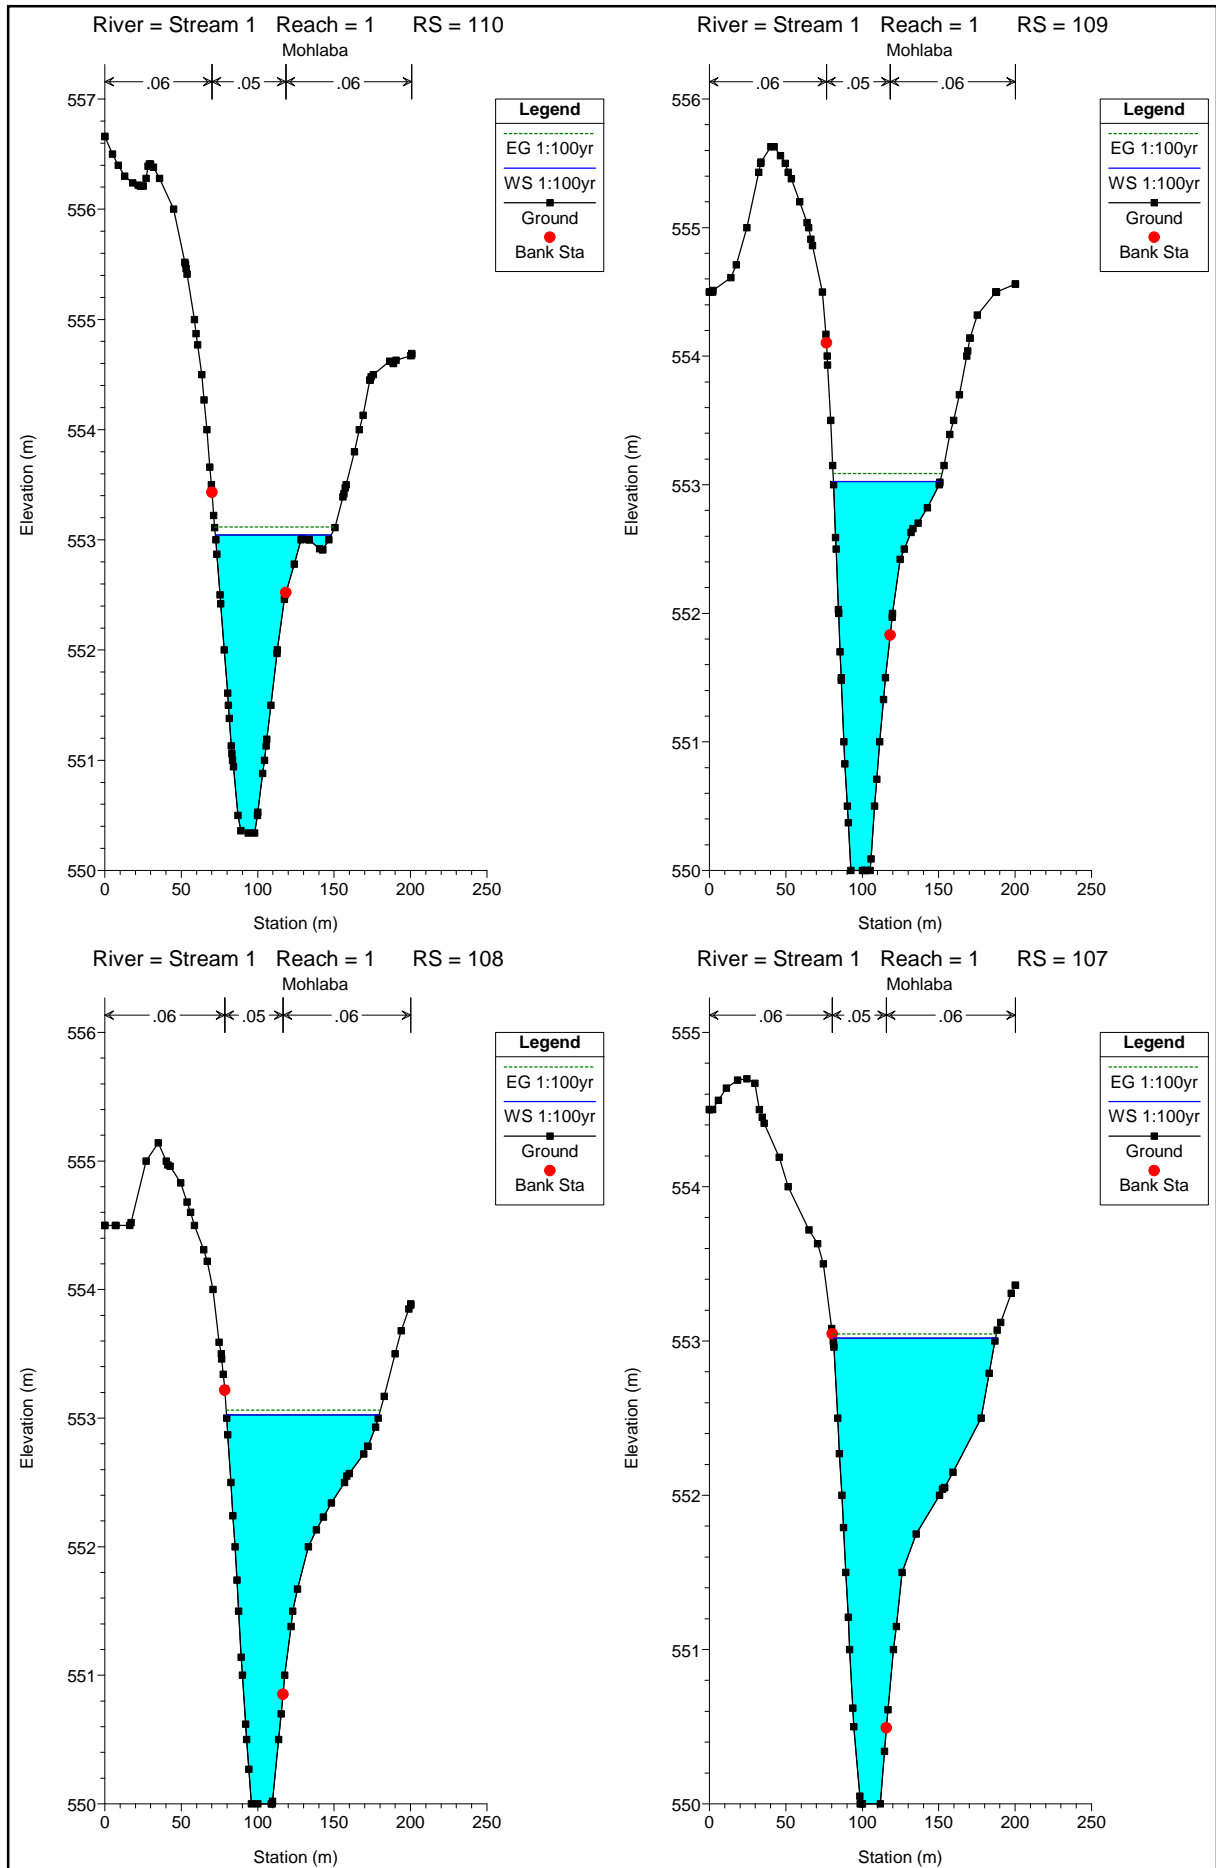 River = Stream 1 Reach = 1 RS = 110
Mohlaba
.06 .05 .06
557
556
555
554
553
552
551
550
Elevation (m)
0 50 100 150 200 250
Station (m)
Legend
EG 1:100yr
WS 1:100yr
Ground
Bank Sta
River = Stream 1 Reach = 1 RS = 109
Mohlaba
.06 .05 .06
556
555
554
553
552
551
550
Elevation (m)
0 50 100 150 200 250
Station (m)
Legend
EG 1:100yr
WS 1:100yr
Ground
Bank Sta
River = Stream 1 Reach = 1 RS = 108
Mohlaba
.06 .05 .06
556
555
554
553
552
551
550
Elevation (m)
0 50 100 150 200 250
Station (m)
Legend
EG 1:100yr
WS 1:100yr
Ground
Bank Sta
River = Stream 1 Reach = 1 RS = 107
Mohlaba
.06 .05 .06
555
554
553
552
551
550
Elevation (m)
0 50 100 150 200 250
Station (m)
Legend
EG 1:100yr
WS 1:100yr
Ground
Bank Sta